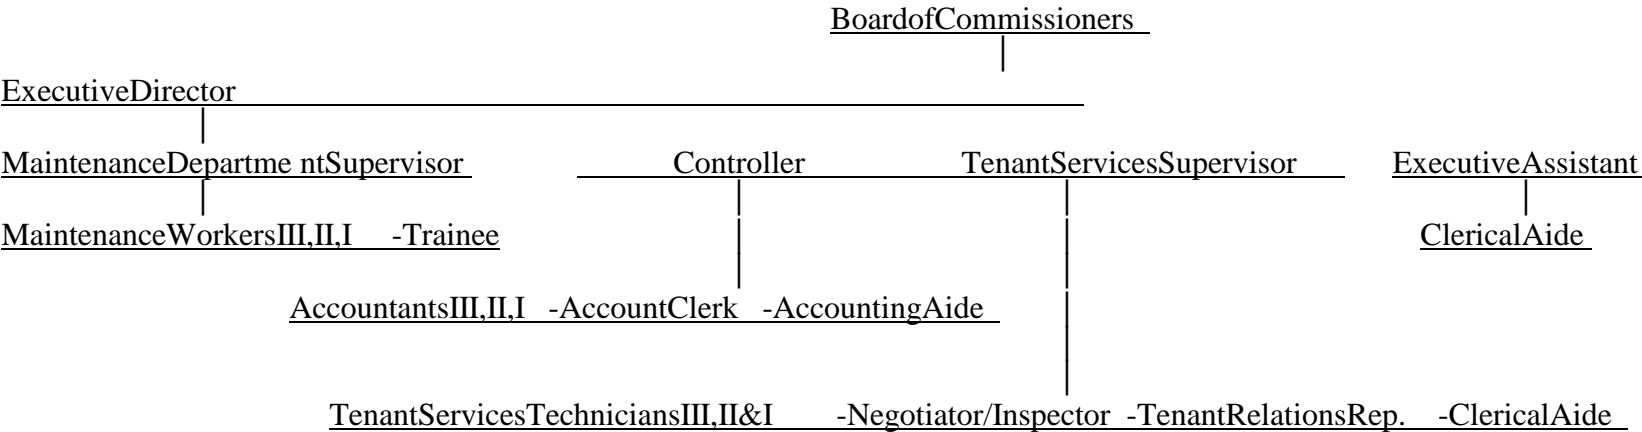 BoardofCommissioners
ExecutiveDirector
MaintenanceDepartme ntSupervisor Controller TenantServicesSupervisor ExecutiveAssistant
MaintenanceWorkersIII,II,I -Trainee ClericalAide
AccountantsIII,II,I -AccountClerk -AccountingAide
TenantServicesTechniciansIII,II&I -Negotiator/Inspector -TenantRelationsRep. -ClericalAide